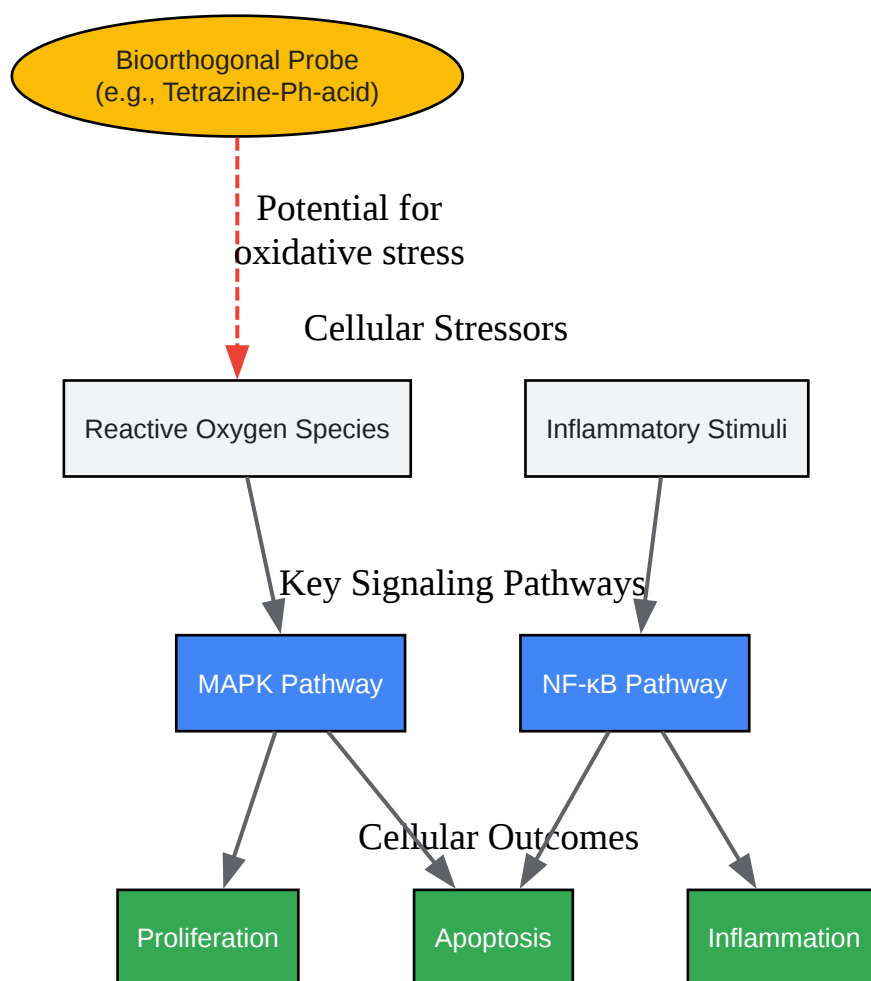 Bioorthogonal Probe
(e.g., Tetrazine-Ph-acid)
Potential for
oxidative stress
Cellular Stressors
Reactive Oxygen Species
Inflammatory Stimuli
Key Signaling Pathways
MAPK Pathway
NF-κB Pathway
Cellular Outcomes
Proliferation
Apoptosis
Inflammation